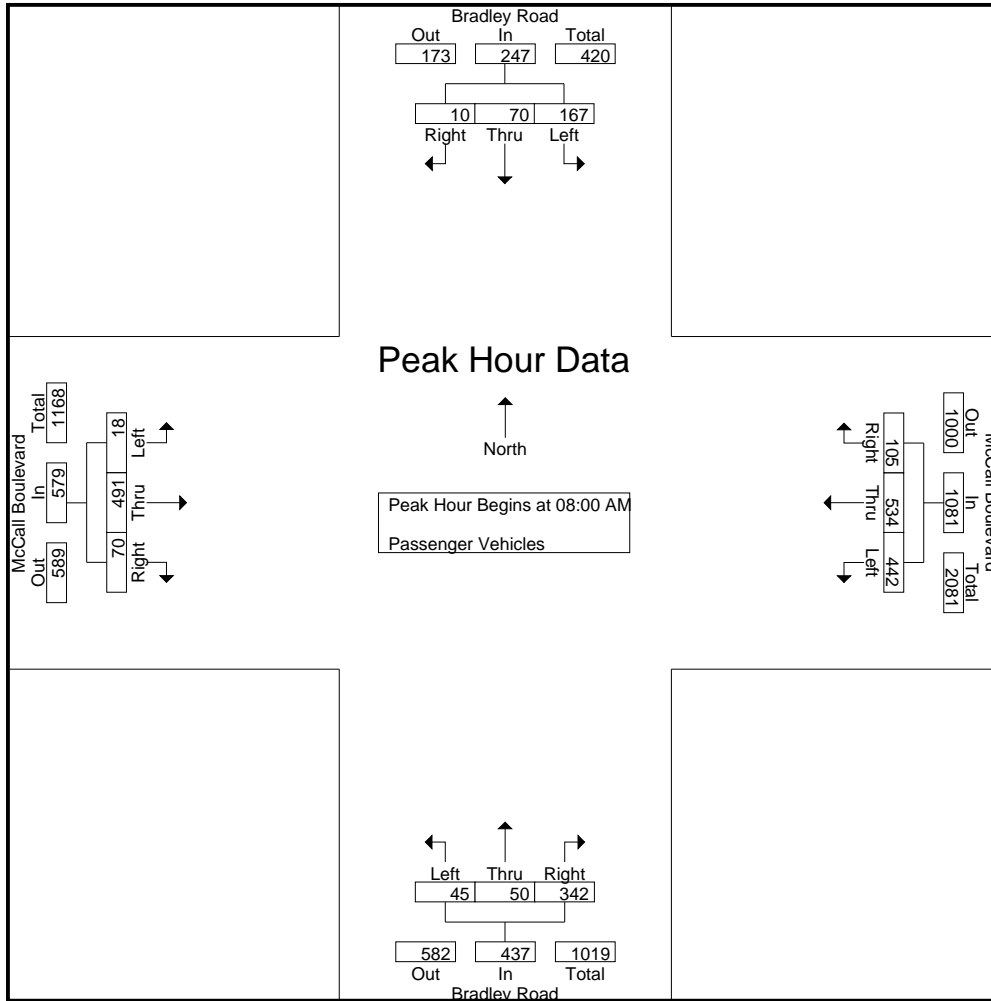 Bradley Road
Out In Total
173 247 420
10 70 167
Right Thru Left
Peak Hour Data
North
Peak Hour Begins at 08:00 AM
Passenger Vehicles
McCall Boulevard
Out In Total
589 579 1168
70 491 18
Right Thru Left
McCall Boulevard
Out In Total
1000 1081 2081
Right Thru Left
105 534 442
Left Thru Right
45 50 342
582 437 1019
Out In Total
Bradley Road